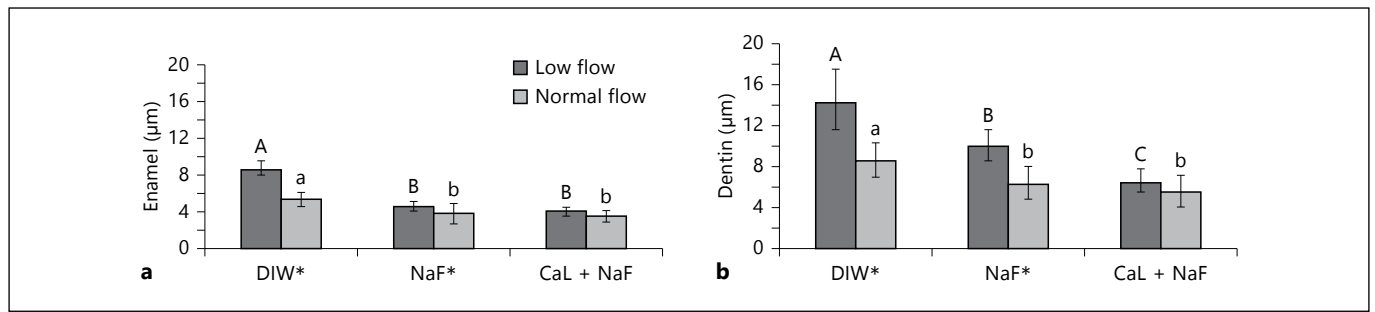 20
16
12
8
4
0
Enamel (μm)
Low flow
Normal flow
A
a
B
b
B
b
DIW*
NaF*
CaL + NaF
a
20
16
12
8
4
0
Dentin (μm)
A
a
B
b
C
b
DIW*
NaF*
CaL + NaF
b